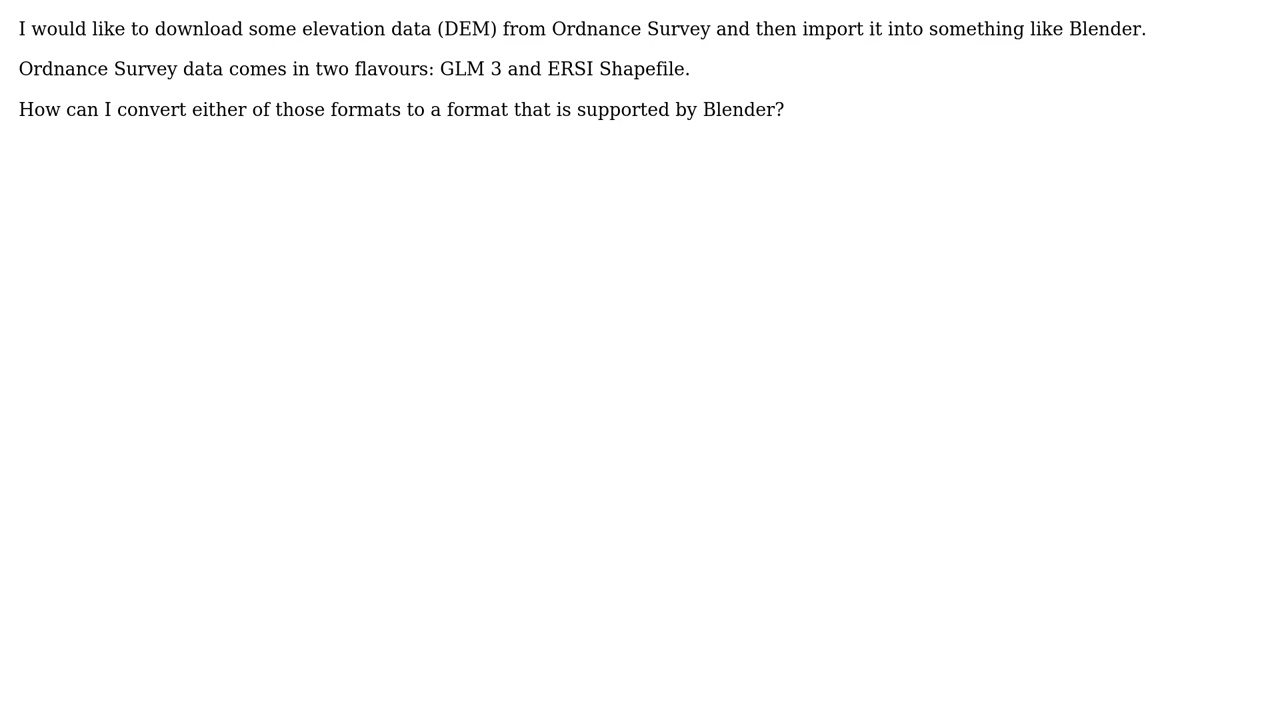 I would like to download some elevation data (DEM) from Ordnance Survey and then import it into something like Blender.
Ordnance Survey data comes in two flavours: GLM 3 and ERSI Shapefile.
How can I convert either of those formats to a format that is supported by Blender?